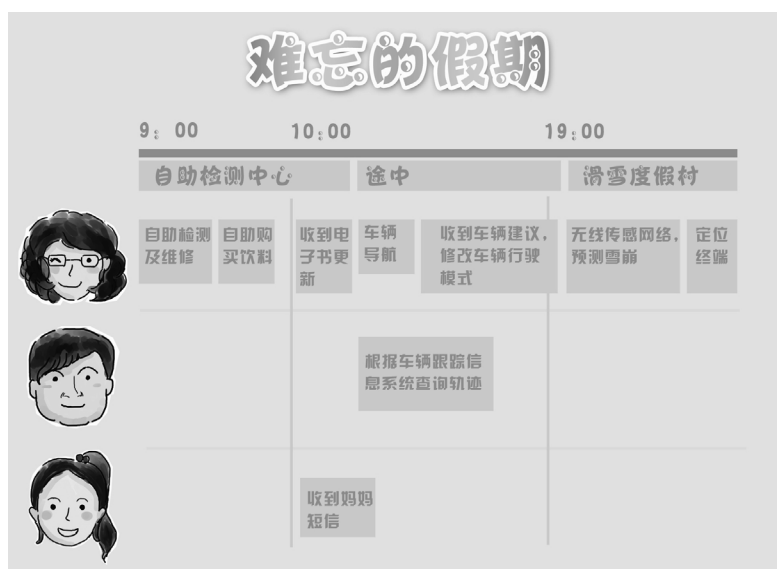 难忘的假期
9：00
10:00
19:00
自助检测中心
途中
滑雪度假村
自助检测
及维修
自助购
买饮料
收到电
子书更
新
车辆
导航
收到车辆建议，
修改车辆行驶
模式
无线传感网络，
预测雪崩
定位
终端
根据车辆跟踪信
息系统查询轨迹
收到妈妈
短信